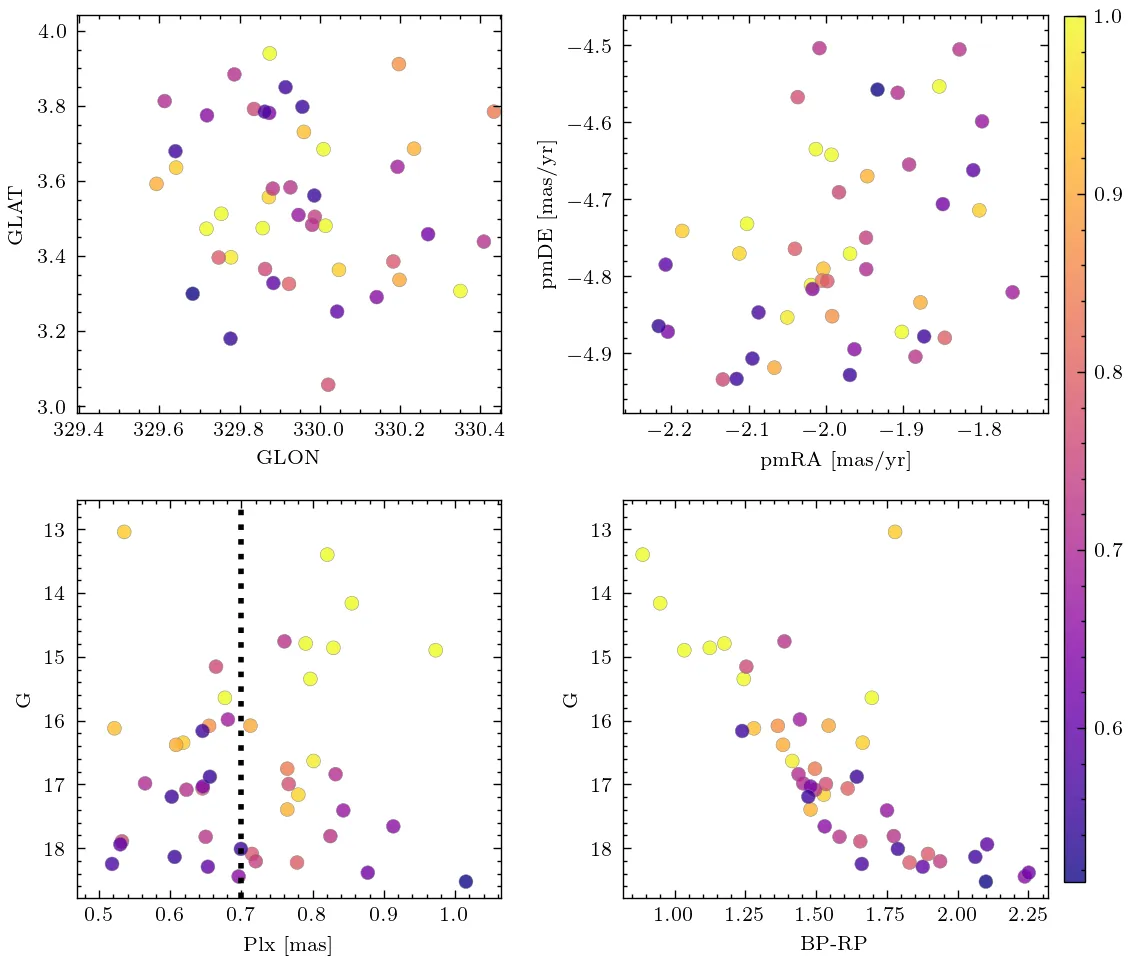 4.0
3.8
3.6
3.4
3.2
3.0
GLAT
329.4 329.6 329.8 330.0 330.2 330.4
GLON
−4.5
−4.6
−4.7
−4.8
−4.9
pmDE [mas/yr]
−2.2 −2.1 −2.0 −1.9 −1.8
pmRA [mas/yr]
1.0
0.9
0.8
0.7
0.6
13
14
15
16
17
18
G
0.5 0.6 0.7 0.8 0.9 1.0
Plx [mas]
13
14
15
16
17
18
G
1.00 1.25 1.50 1.75 2.00 2.25
BP-RP